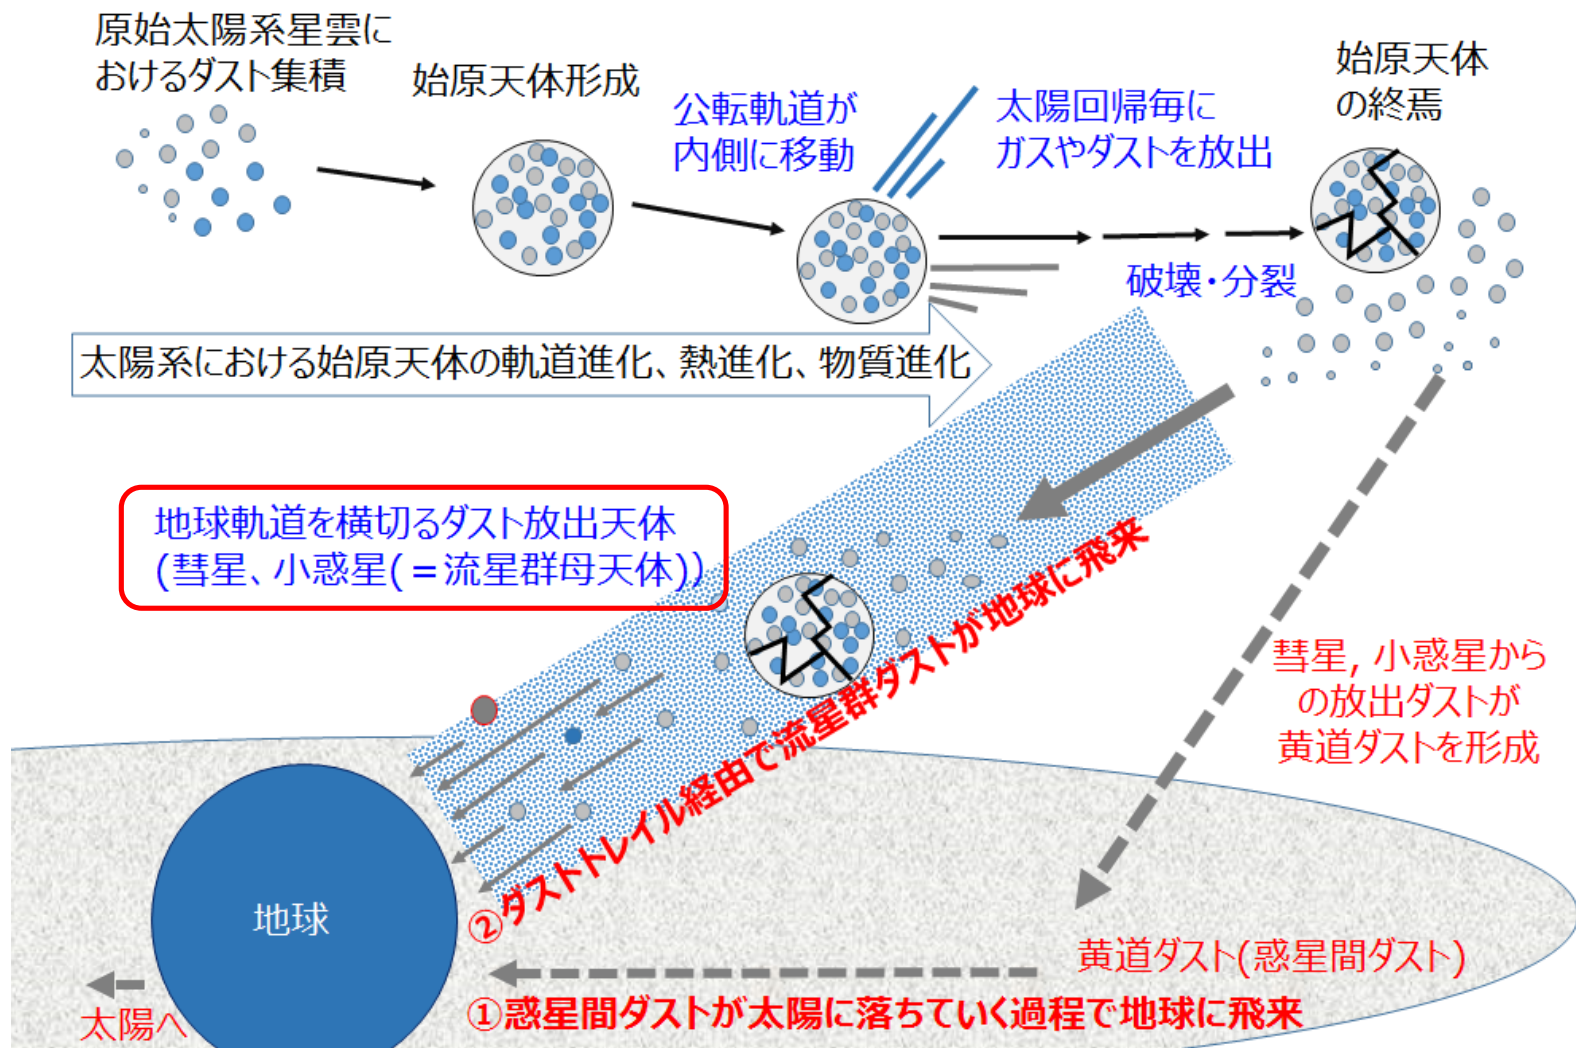 原始太陽系星雲に
おけるダスト集積
始原天体形成
公転軌道が
内側に移動
太陽回帰毎に
ガスやダストを放出
始原天体
の終焉
破壊・分裂
太陽系における始原天体の軌道進化、熱進化、物質進化
地球軌道を横切るダスト放出天体
(彗星、小惑星(=流星群母天体))
②ダストトレイル経由で流星群ダストが地球に飛来
彗星, 小惑星から
の放出ダストが
黄道ダストを形成
地球
黄道ダスト(惑星間ダスト)
①惑星間ダストが太陽に落ちていく過程で地球に飛来
太陽へ